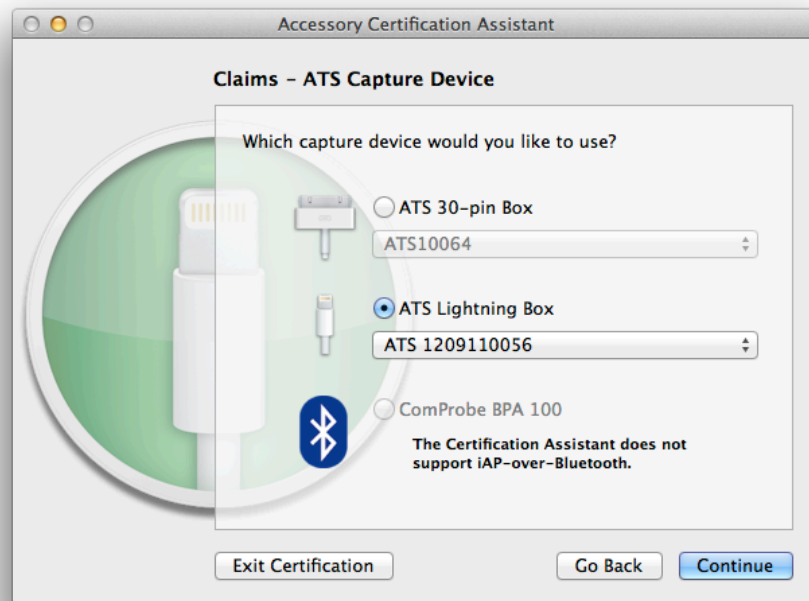 Accessory Certification Assistant
Claims – ATS Capture Device
Which capture device would you like to use?
ATS 30-pin Box
ATS10064
ATS Lightning Box
ATS 1209110056
ComProbe BPA 100
The Certification Assistant does not
support iAP-over-Bluetooth.
Exit Certification
Go Back
Continue